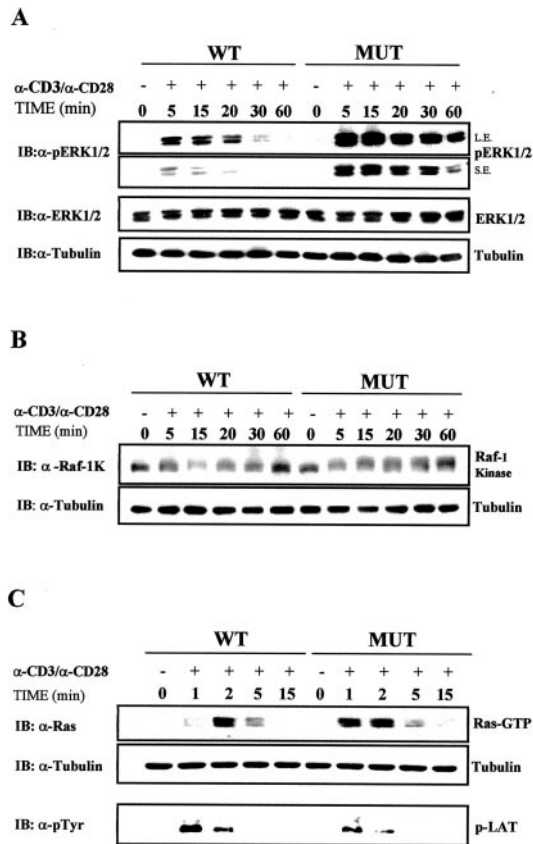 A
WT MUT
α-CD3/α-CD28 - + + + + + - + + + + +
TIME (min) 0 5 15 20 30 60 0 5 15 20 30 60
L.E.
IB:α-pERK1/2 pERK1/2
S.E.
IB:α-ERK1/2 ERK1/2
IB:α-Tubulin Tubulin
B
WT MUT
α-CD3/α-CD28 - + + + + + - + + + + +
TIME (min) 0 5 15 20 30 60 0 5 15 20 30 60
IB: α-Raf-1K Raf-1
Kinase
IB: α-Tubulin Tubulin
C
WT MUT
α-CD3/α-CD28 - + + + + - + + + +
TIME (min) 0 1 2 5 15 0 1 2 5 15
IB: α-Ras Ras-GTP
IB: α-Tubulin Tubulin
IB: α-pTyr p-LAT